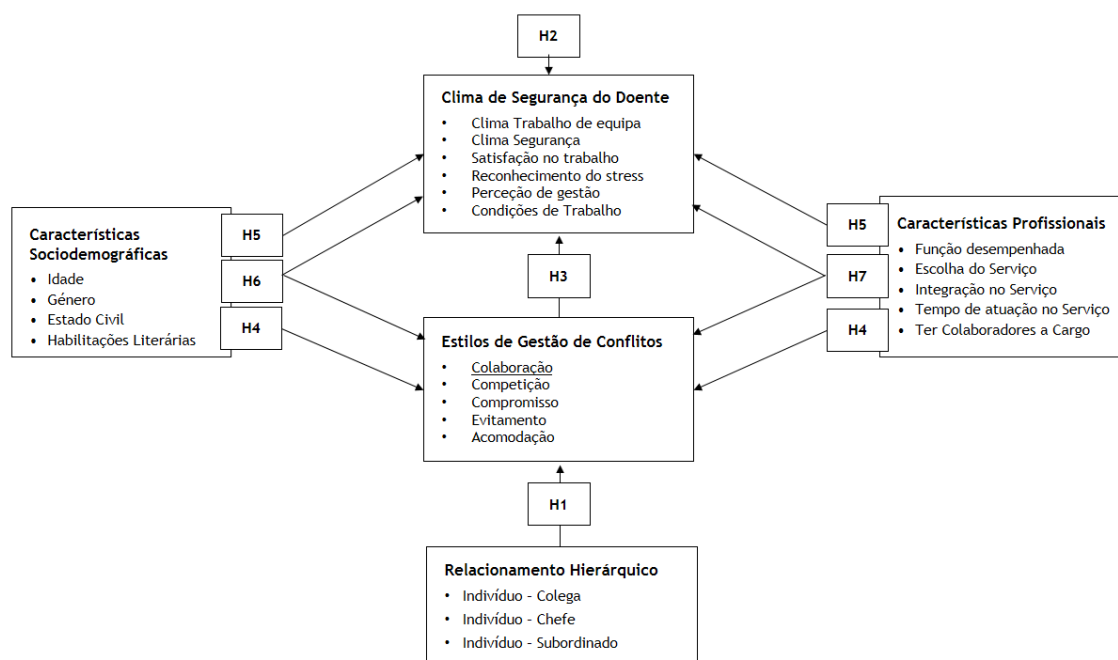 H2
Clima de Segurança do Doente
• Clima Trabalho de equipa
• Clima Segurança
• Satisfação no trabalho
• Reconhecimento do stress
• Perceção de gestão
• Condições de Trabalho
Características
Sociodemográficas
• Idade
• Género
• Estado Civil
• Habilitações Literárias
H5
H6
H4
H3
H5
H7
H4
Características Profissionais
• Função desempenhada
• Escolha do Serviço
• Integração no Serviço
• Tempo de atuação no Serviço
• Ter Colaboradores a Cargo
Estilos de Gestão de Conflitos
• Colaboração
• Competição
• Compromisso
• Evitamento
• Acomodação
H1
Relacionamento Hierárquico
• Indivíduo - Colega
• Indivíduo - Chefe
• Indivíduo - Subordinado